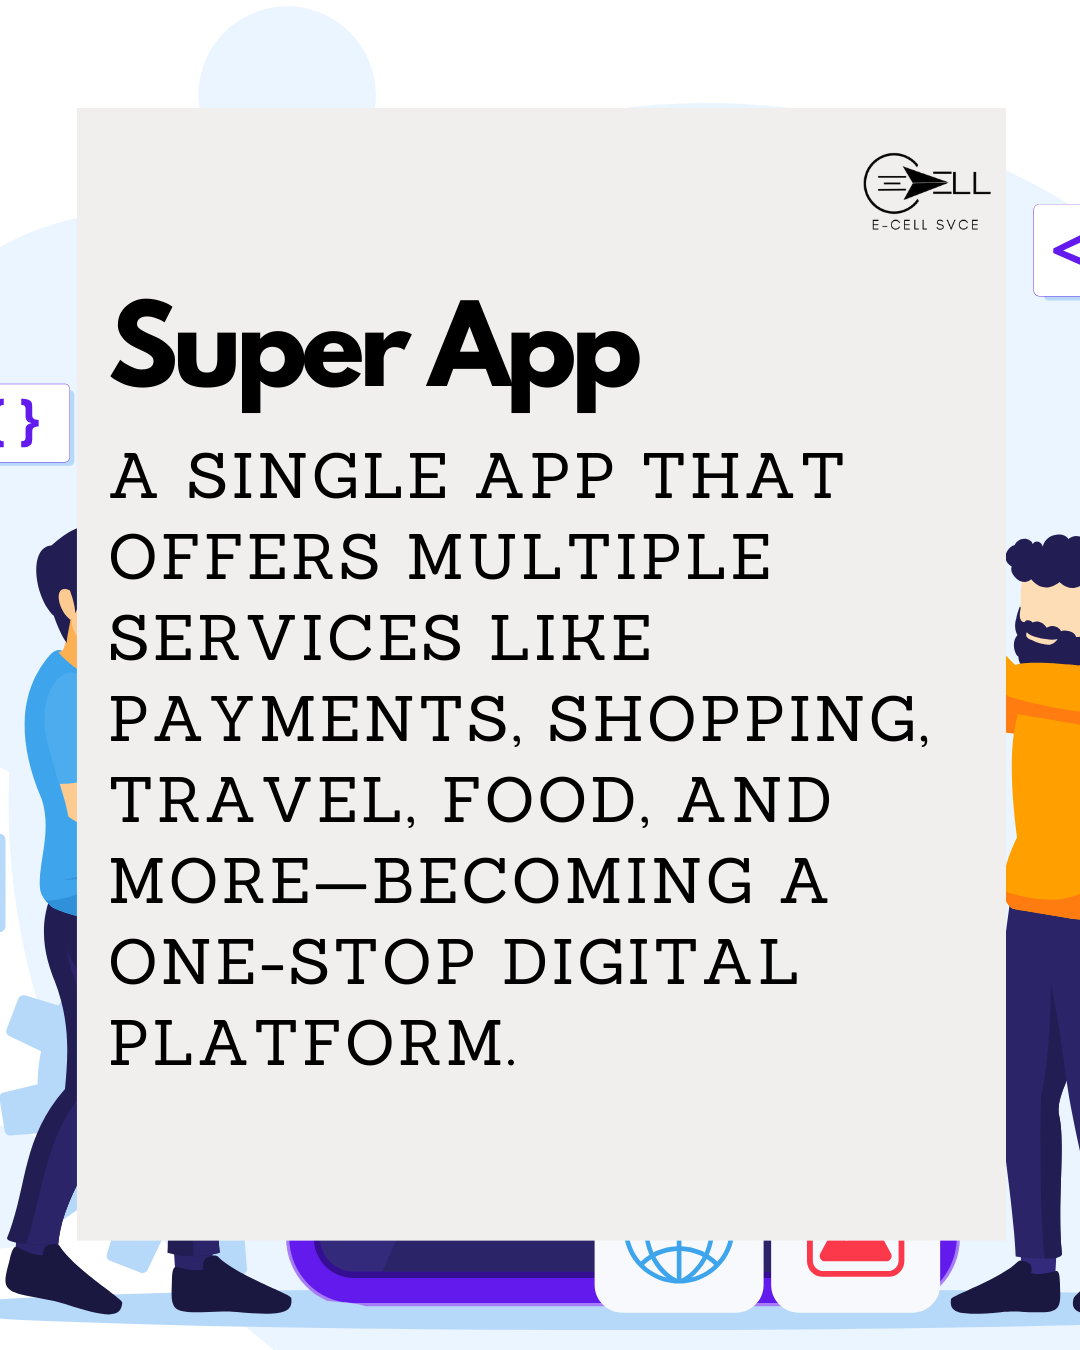 ELL
E-CELL SVCE
<
Super App
{ }
A SINGLE APP THAT
OFFERS MULTIPLE
SERVICES LIKE
PAYMENTS, SHOPPING,
TRAVEL, FOOD, AND
MORE—BECOMING A
ONE-STOP DIGITAL
PLATFORM.